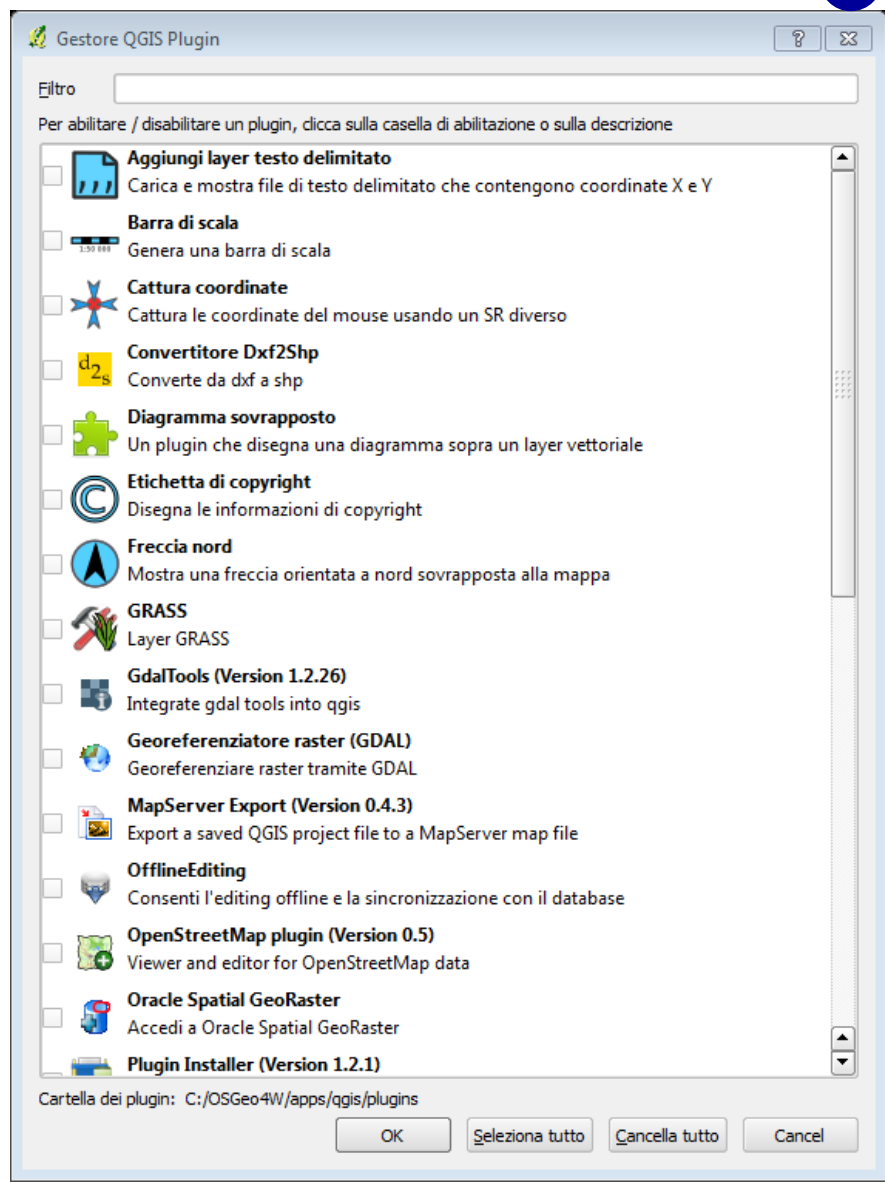 Gestore QGIS Plugin
Filtro
Per abilitare / disabilitare un plugin, clicca sulla casella di abilitazione o sulla descrizione
Aggiungi layer testo delimitato
Carica e mostra file di testo delimitato che contengono coordinate X e Y
Barra di scala
1:50 000
Genera una barra di scala
Cattura coordinate
Cattura le coordinate del mouse usando un SR diverso
Convertitore Dxf2Shp
d2s
Converte da dxf a shp
Diagramma sovrapposto
Un plugin che disegna una diagramma sopra un layer vettoriale
Etichetta di copyright
©
Disegna le informazioni di copyright
Freccia nord
Mostra una freccia orientata a nord sovrapposta alla mappa
GRASS
Layer GRASS
GdalTools (Version 1.2.26)
Integrate gdal tools into qgis
Georeferenziatore raster (GDAL)
Georeferenziare raster tramite GDAL
MapServer Export (Version 0.4.3)
Export a saved QGIS project file to a MapServer map file
OfflineEditing
Consenti l'editing offline e la sincronizzazione con il database
OpenStreetMap plugin (Version 0.5)
Viewer and editor for OpenStreetMap data
Oracle Spatial GeoRaster
Accedi a Oracle Spatial GeoRaster
Plugin Installer (Version 1.2.1)
Cartella dei plugin: C:/OSGeo4W/apps/qgis/plugins
OK Seleziona tutto Cancella tutto Cancel